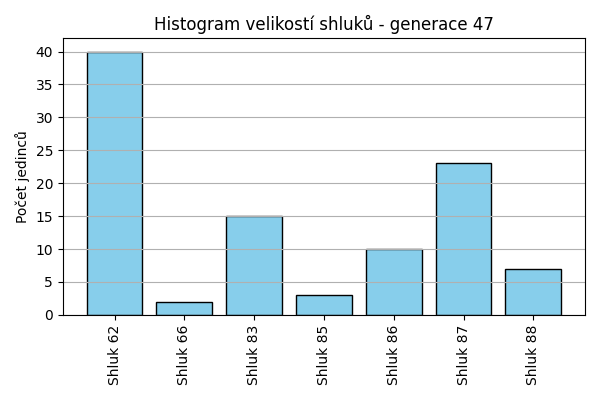 Histogram velikostí shluků - generace 47
Počet jedinců
40
35
30
25
20
15
10
5
0
Shluk 62
Shluk 66
Shluk 83
Shluk 85
Shluk 86
Shluk 87
Shluk 88